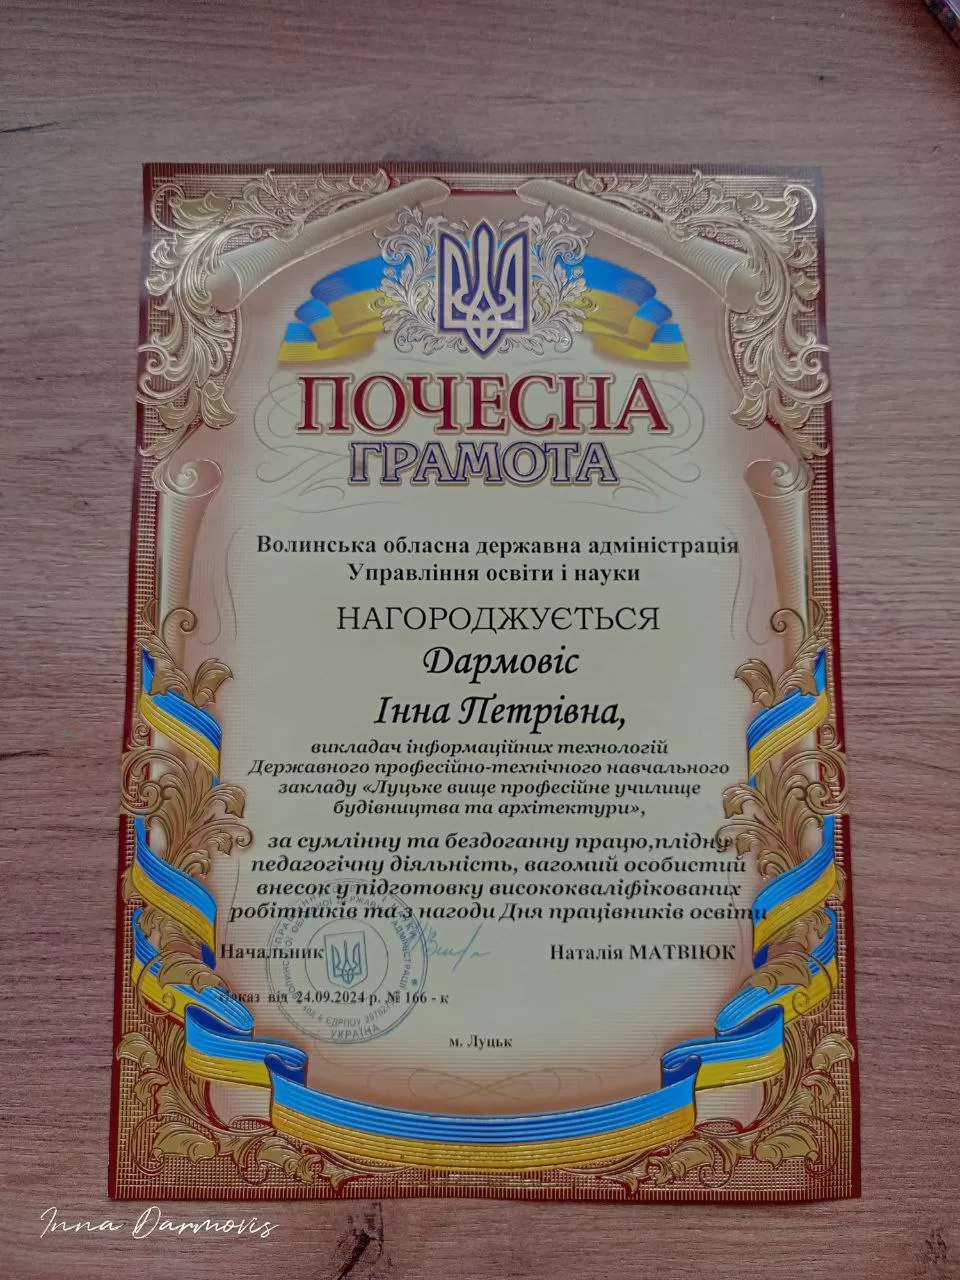 ПОЧЕСНА
ГРАМОТА
Волинська обласна державна адміністрація
Управління освіти і науки
НАГОРОДЖУЄТЬСЯ
Дармовіс
Інна Петрівна,
викладач інформаційних технологій
Державного професійно-технічного навчального
закладу «Луцьке вище професійне училище
будівництва та архітектури»,
за сумлінну та бездоганну працю,плідну
педагогічну діяльність, вагомий особистий
внесок у підготовку висококваліфікованих
робітників та з нагоди Дня працівників освіти
Начальник Наталія МАТВІЮК
Наказ від 24.09.2024 р. № 166 - к
УКРАЇНА
м. Луцьк
Inna Darmovis